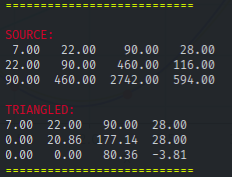 ===========================
SOURCE:
7.00 22.00 90.00 28.00
22.00 90.00 460.00 116.00
90.00 460.00 2742.00 594.00
TRIANGLED:
7.00 22.00 90.00 28.00
0.00 20.86 177.14 28.00
0.00 0.00 80.36 -3.81
===========================